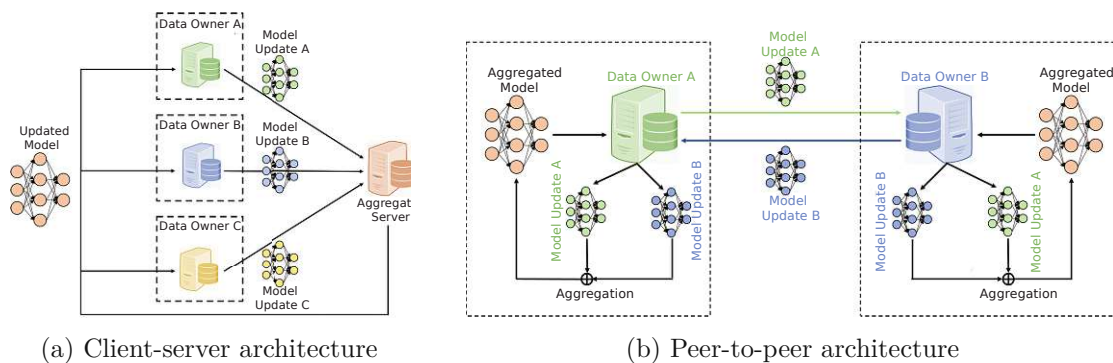 Data Owner A
Model
Update A
Updated
Model
Data Owner B
Model
Update B
Aggregat
Server
Data Owner C
Model
Update C
(a) Client-server architecture
Aggregated
Model
Data Owner A
Model
Update A
Data Owner B
Aggregated
Model
Model Update A
Model Update B
Model
Update B
Model Update B
Model Update A
Aggregation
Aggregation
(b) Peer-to-peer architecture